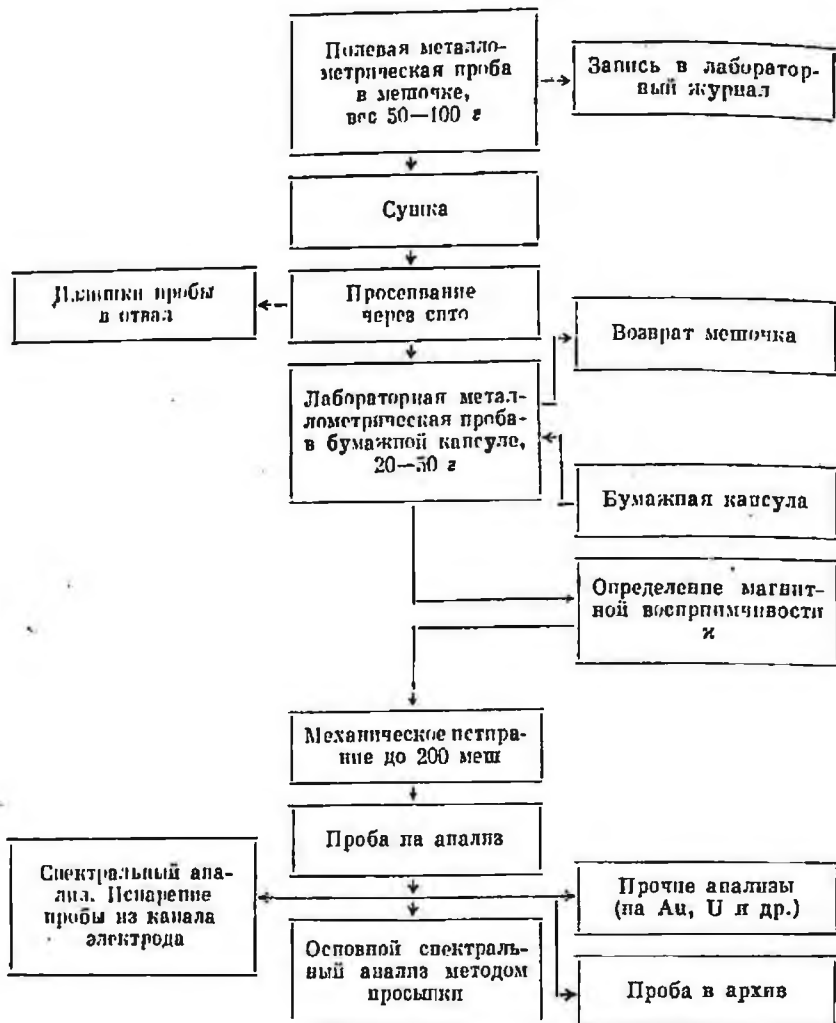 Полевая металло-
метрическая проба
в мешочке,
вес 50—100 г
Запись в лаборатор-
ный журнал
Сушка
Излишки пробы
в отвал
Просеивание
через сито
Возврат мешочка
Лабораторная метал-
лометрическая проба
в бумажной капсуле,
20—50 г
Бумажная капсула
Определение магнит-
ной восприимчивости
ϰ
Механическое истира-
ние до 200 меш
Проба на анализ
Спектральный ана-
лиз. Испарение
пробы из канала
электрода
Прочие анализы
(на Au, U и др.)
Основной спектраль-
ный анализ методом
просыпки
Проба в архив